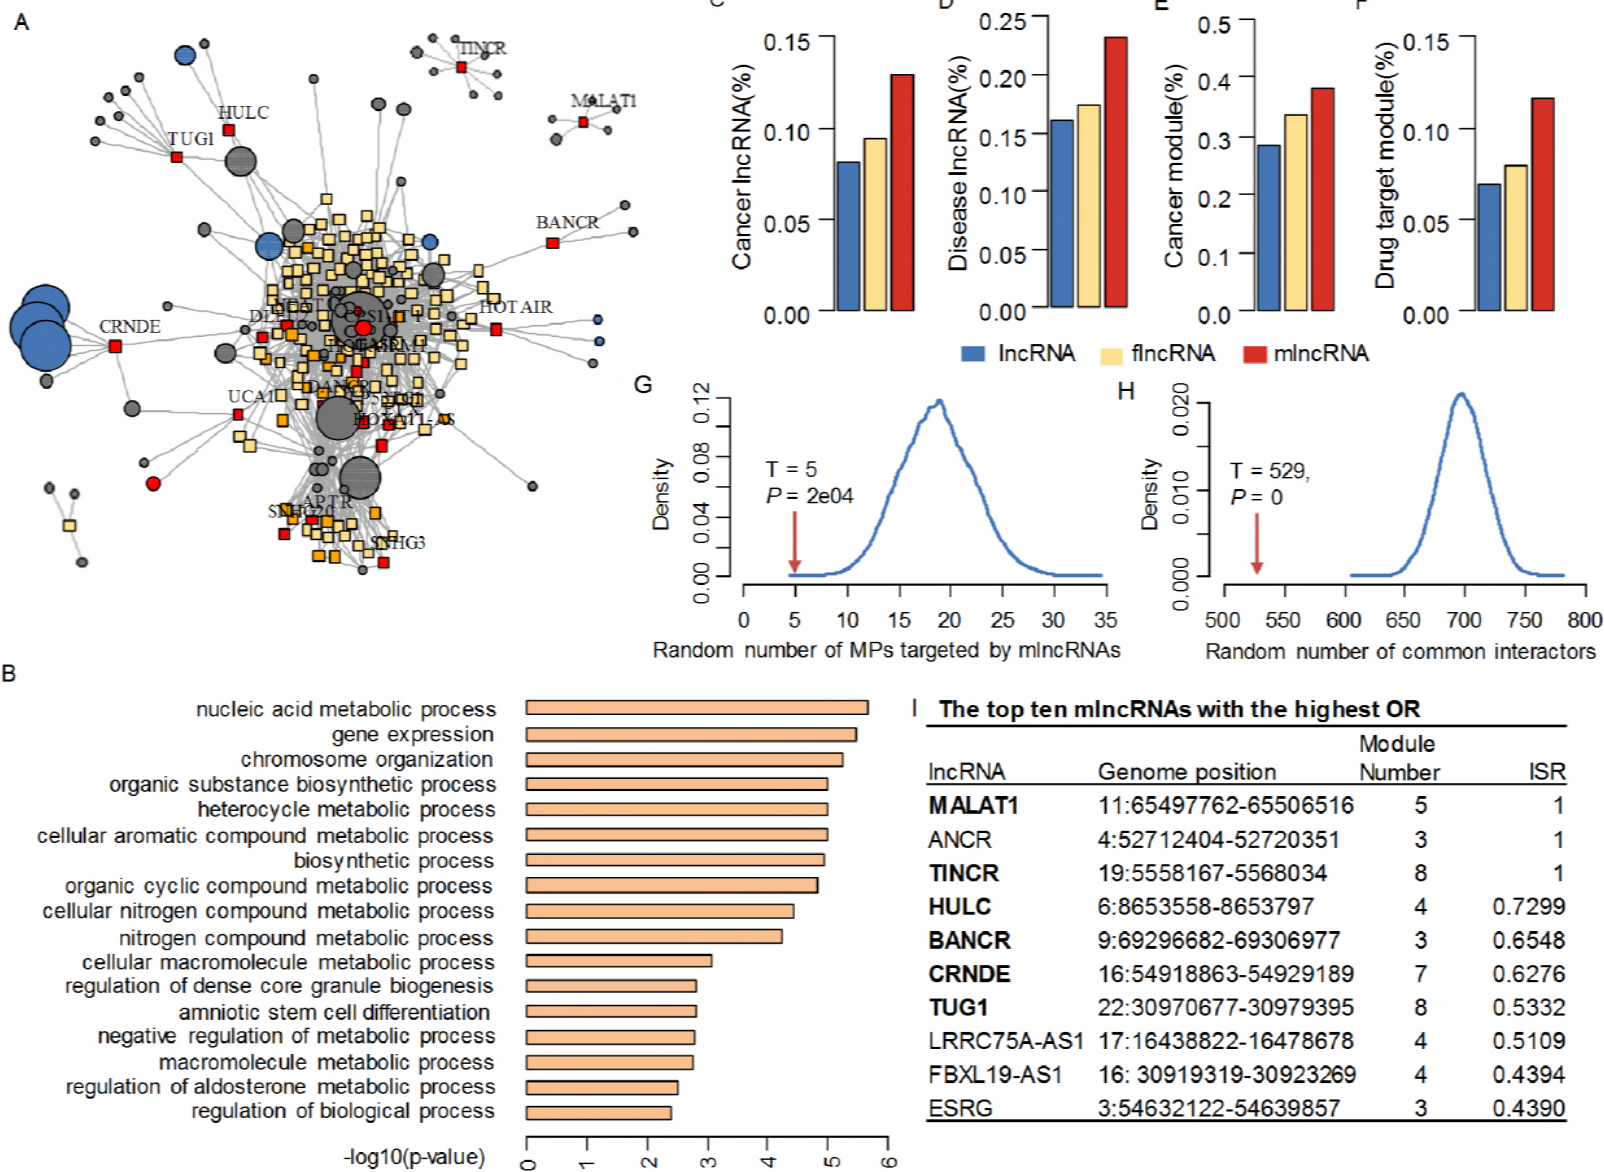 A
TINCR
MALAT1
HULC
TUG1
BANCR
HOTAIR
CRNDE
UCA1
HOXA11-AS
APTR
SNHG20
SNHG3
C
Cancer lncRNA(%)
0.15
0.10
0.05
0.00
D
Disease lncRNA(%)
0.25
0.20
0.15
0.10
0.05
0.00
E
Cancer module(%)
0.5
0.4
0.3
0.2
0.1
0.0
F
Drug target module(%)
0.15
0.10
0.05
0.00
lncRNA flncRNA mlncRNA
G
Density
0.12
0.08
0.04
0.00
T = 5
P = 2e04
0 5 10 15 20 25 30 35
Random number of MPs targeted by mlncRNAs
H
Density
0.020
0.010
0.000
T = 529,
P = 0
500 550 600 650 700 750 800
Random number of common interactors
B
nucleic acid metabolic process
gene expression
chromosome organization
organic substance biosynthetic process
heterocycle metabolic process
cellular aromatic compound metabolic process
biosynthetic process
organic cyclic compound metabolic process
cellular nitrogen compound metabolic process
nitrogen compound metabolic process
cellular macromolecule metabolic process
regulation of dense core granule biogenesis
amniotic stem cell differentiation
negative regulation of metabolic process
macromolecule metabolic process
regulation of aldosterone metabolic process
regulation of biological process
-log10(p-value)
0 1 2 3 4 5 6
I The top ten mlncRNAs with the highest OR
lncRNA Genome position Module Number ISR
MALAT1 11:65497762-65506516 5 1
ANCR 4:52712404-52720351 3 1
TINCR 19:5558167-5568034 8 1
HULC 6:8653558-8653797 4 0.7299
BANCR 9:69296682-69306977 3 0.6548
CRNDE 16:54918863-54929189 7 0.6276
TUG1 22:30970677-30979395 8 0.5332
LRRC75A-AS1 17:16438822-16478678 4 0.5109
FBXL19-AS1 16: 30919319-30923269 4 0.4394
ESRG 3:54632122-54639857 3 0.4390